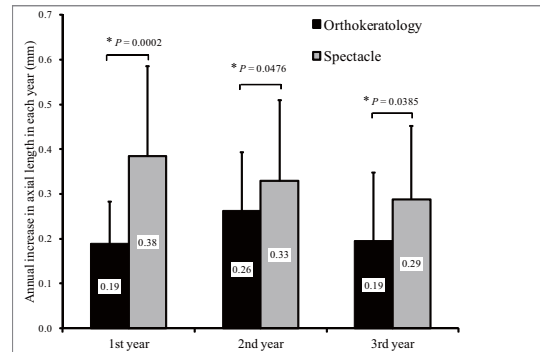 Annual increase in axial length in each year (mm)
0.7
0.6
0.5
0.4
0.3
0.2
0.1
0.0
Orthokeratology
Spectacle
* P = 0.0002
* P = 0.0476
* P = 0.0385
0.19
0.38
0.26
0.33
0.19
0.29
1st year
2nd year
3rd year